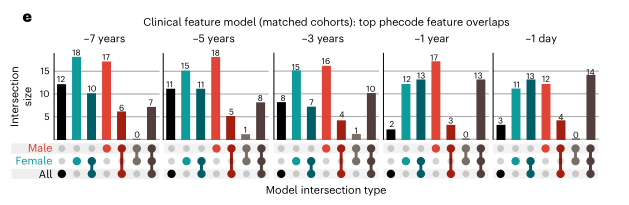 e
Clinical feature model (matched cohorts): top phecode feature overlaps
–7 years –5 years –3 years –1 year –1 day
Intersection size
15
10
5
12 18 10 17 6 0 7
11 15 11 18 5 1 8
8 15 7 16 4 1 10
2 12 13 17 3 0 13
3 11 13 12 4 0 14
Male
Female
All
Model intersection type